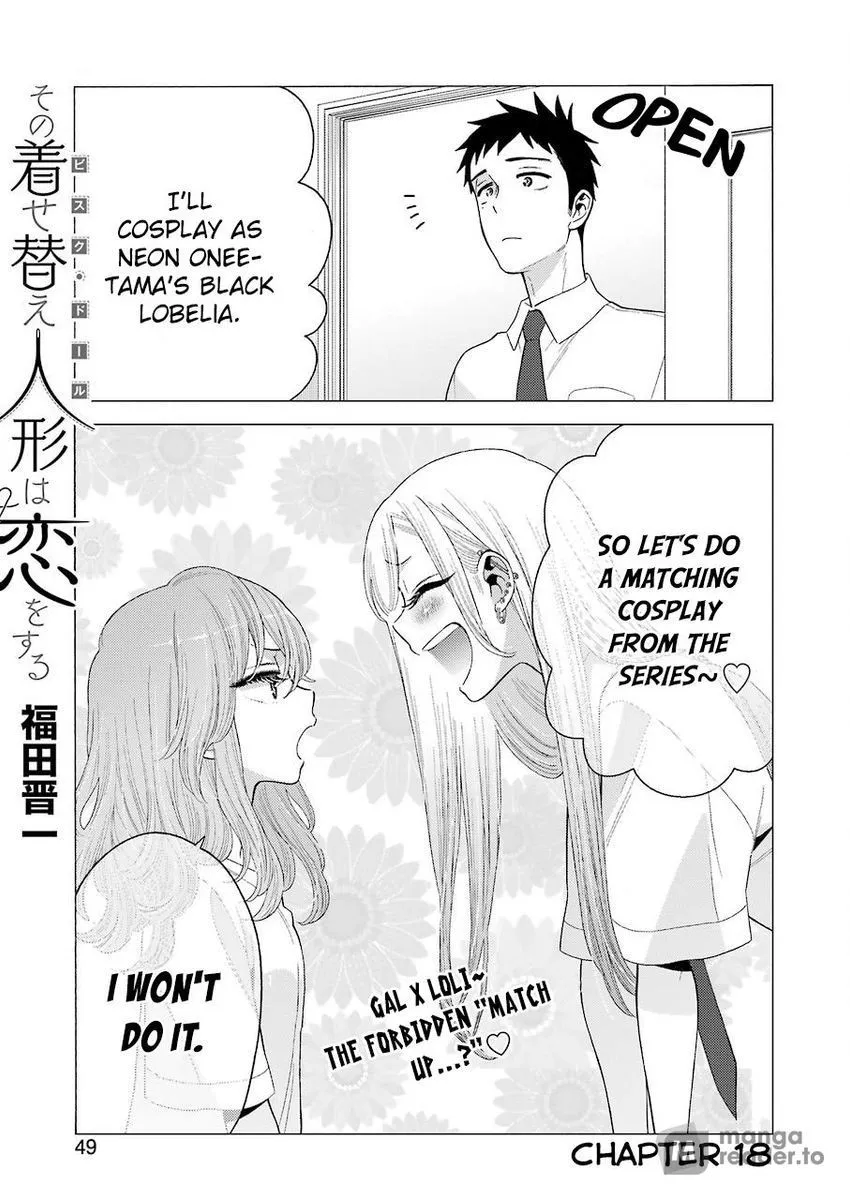 OPEN
I'LL
COSPLAY AS
NEON ONEE-
TAMA'S BLACK
LOBELIA.
その着せ替え人形は恋をする
ビスク・ドール
福田晋一
SO LET'S DO
A MATCHING
COSPLAY
FROM THE
SERIES~♡
I WON'T
DO IT.
GAL X LOLI~
THE FORBIDDEN "MATCH
UP...?"♡
49
CHAPTER 18
manga
reader.to